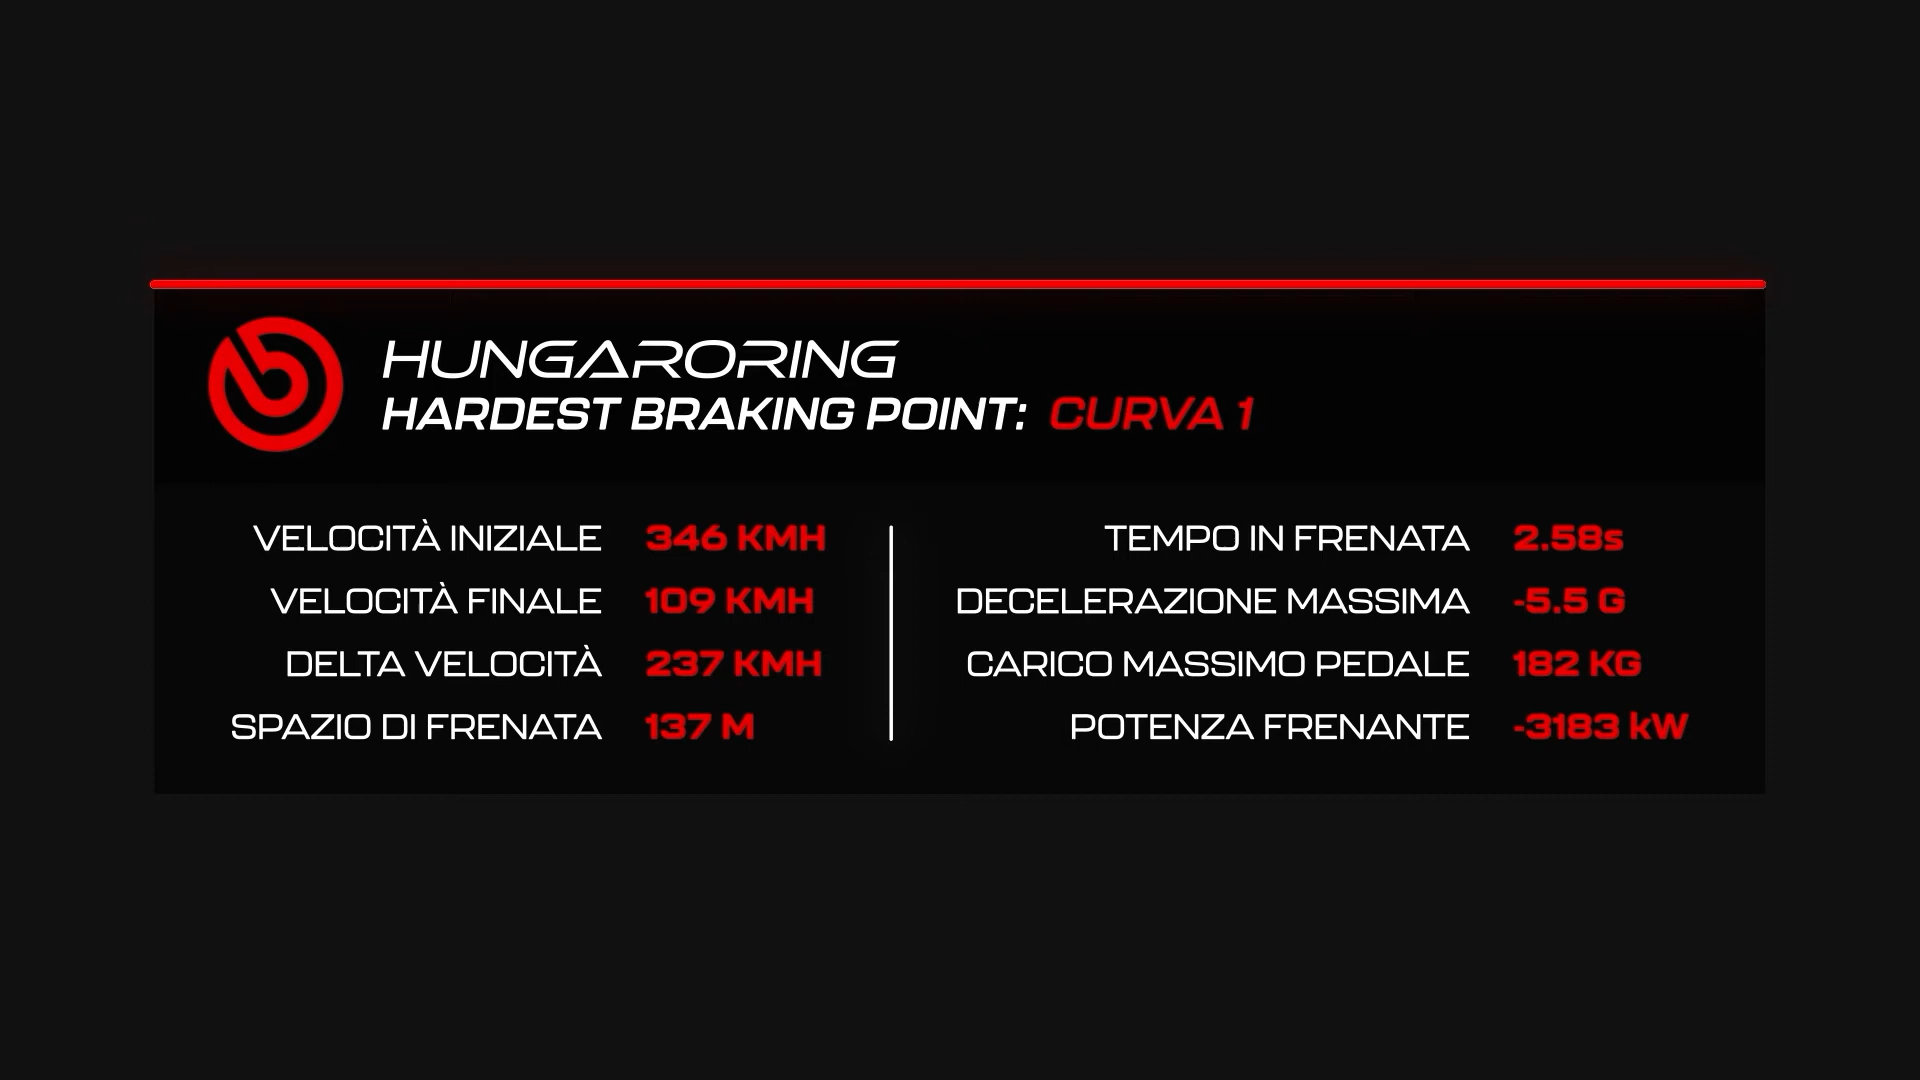 HUNGARORING
HARDEST BRAKING POINT: CURVA 1
VELOCITÀ INIZIALE 346 KMH
VELOCITÀ FINALE 109 KMH
DELTA VELOCITÀ 237 KMH
SPAZIO DI FRENATA 137 M
TEMPO IN FRENATA 2.58s
DECELERAZIONE MASSIMA -5.5 G
CARICO MASSIMO PEDALE 182 KG
POTENZA FRENANTE -3183 kW